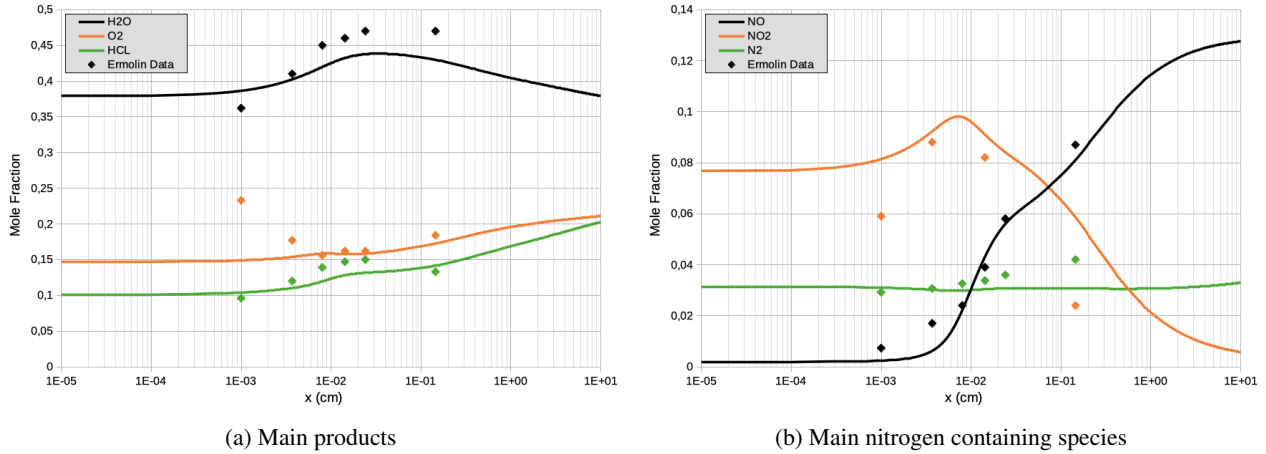 0,5
0,45
0,4
0,35
0,3
0,25
0,2
0,15
0,1
0,05
0
Mole Fraction
H2O
O2
HCL
Ermolin Data
1E-05 1E-04 1E-03 1E-02 1E-01 1E+00 1E+01
x (cm)
(a) Main products
0,14
0,12
0,1
0,08
0,06
0,04
0,02
0
Mole Fraction
NO
NO2
N2
Ermolin Data
1E-05 1E-04 1E-03 1E-02 1E-01 1E+00 1E+01
x (cm)
(b) Main nitrogen containing species